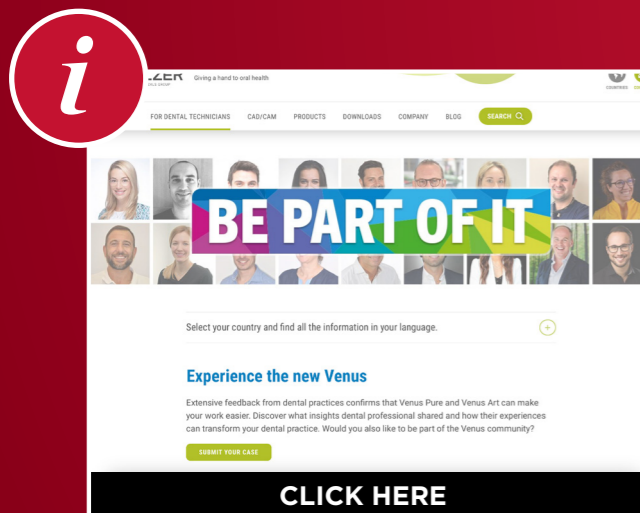 i
Giving a hand to oral health
COUNTRIES
FOR DENTAL TECHNICIANS CAD/CAM PRODUCTS DOWNLOADS COMPANY BLOG SEARCH
BE PART OF IT
Select your country and find all the information in your language.
Experience the new Venus
Extensive feedback from dental practices confirms that Venus Pure and Venus Art can make
your work easier. Discover what insights dental professional shared and how their experiences
can transform your dental practice. Would you also like to be part of the Venus community?
SUBMIT YOUR CASE
CLICK HERE